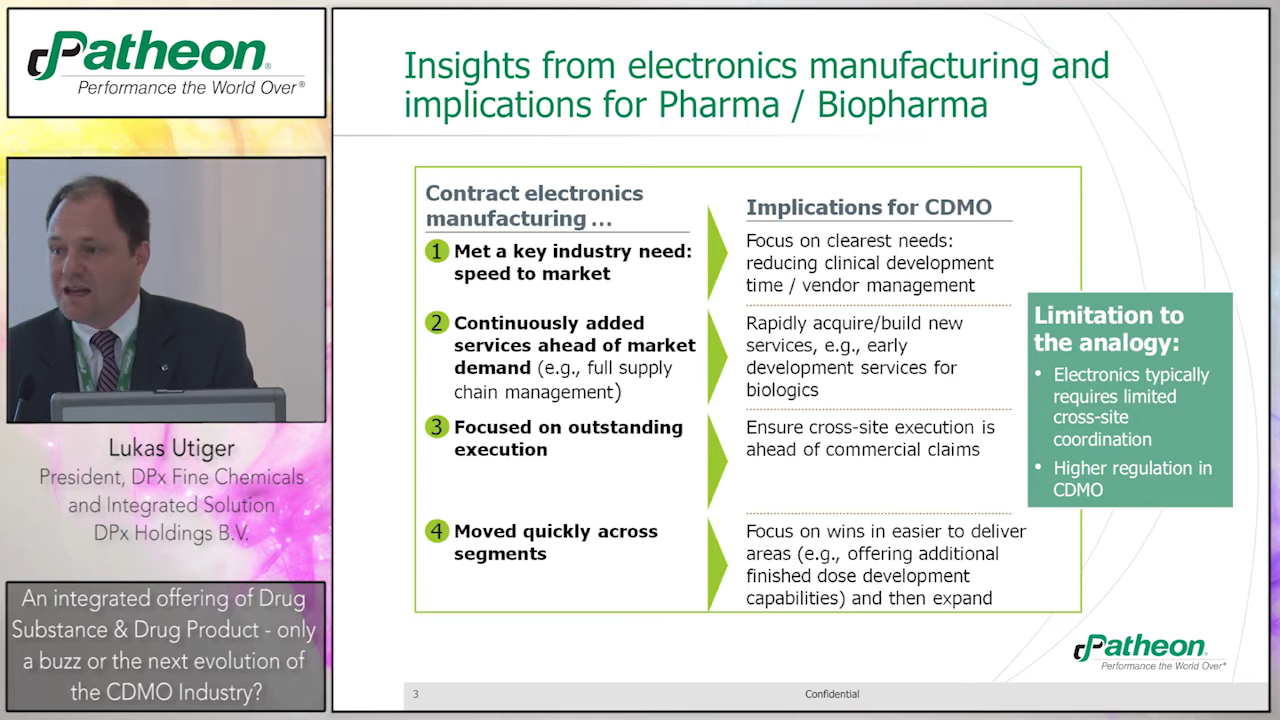 Patheon®
Performance the World Over®
Lukas Utiger
President, DPx Fine Chemicals
and Integrated Solution
DPx Holdings B.V.
An integrated offering of Drug
Substance & Drug Product - only
a buzz or the next evolution of
the CDMO Industry?
Insights from electronics manufacturing and
implications for Pharma / Biopharma
Contract electronics
manufacturing ...
Implications for CDMO
1 Met a key industry need:
speed to market
Focus on clearest needs:
reducing clinical development
time / vendor management
2 Continuously added
services ahead of market
demand (e.g., full supply
chain management)
Rapidly acquire/build new
services, e.g., early
development services for
biologics
3 Focused on outstanding
execution
Ensure cross-site execution is
ahead of commercial claims
4 Moved quickly across
segments
Focus on wins in easier to deliver
areas (e.g., offering additional
finished dose development
capabilities) and then expand
Limitation to
the analogy:
• Electronics typically
requires limited
cross-site
coordination
• Higher regulation in
CDMO
Patheon®
Performance the World Over®
3
Confidential